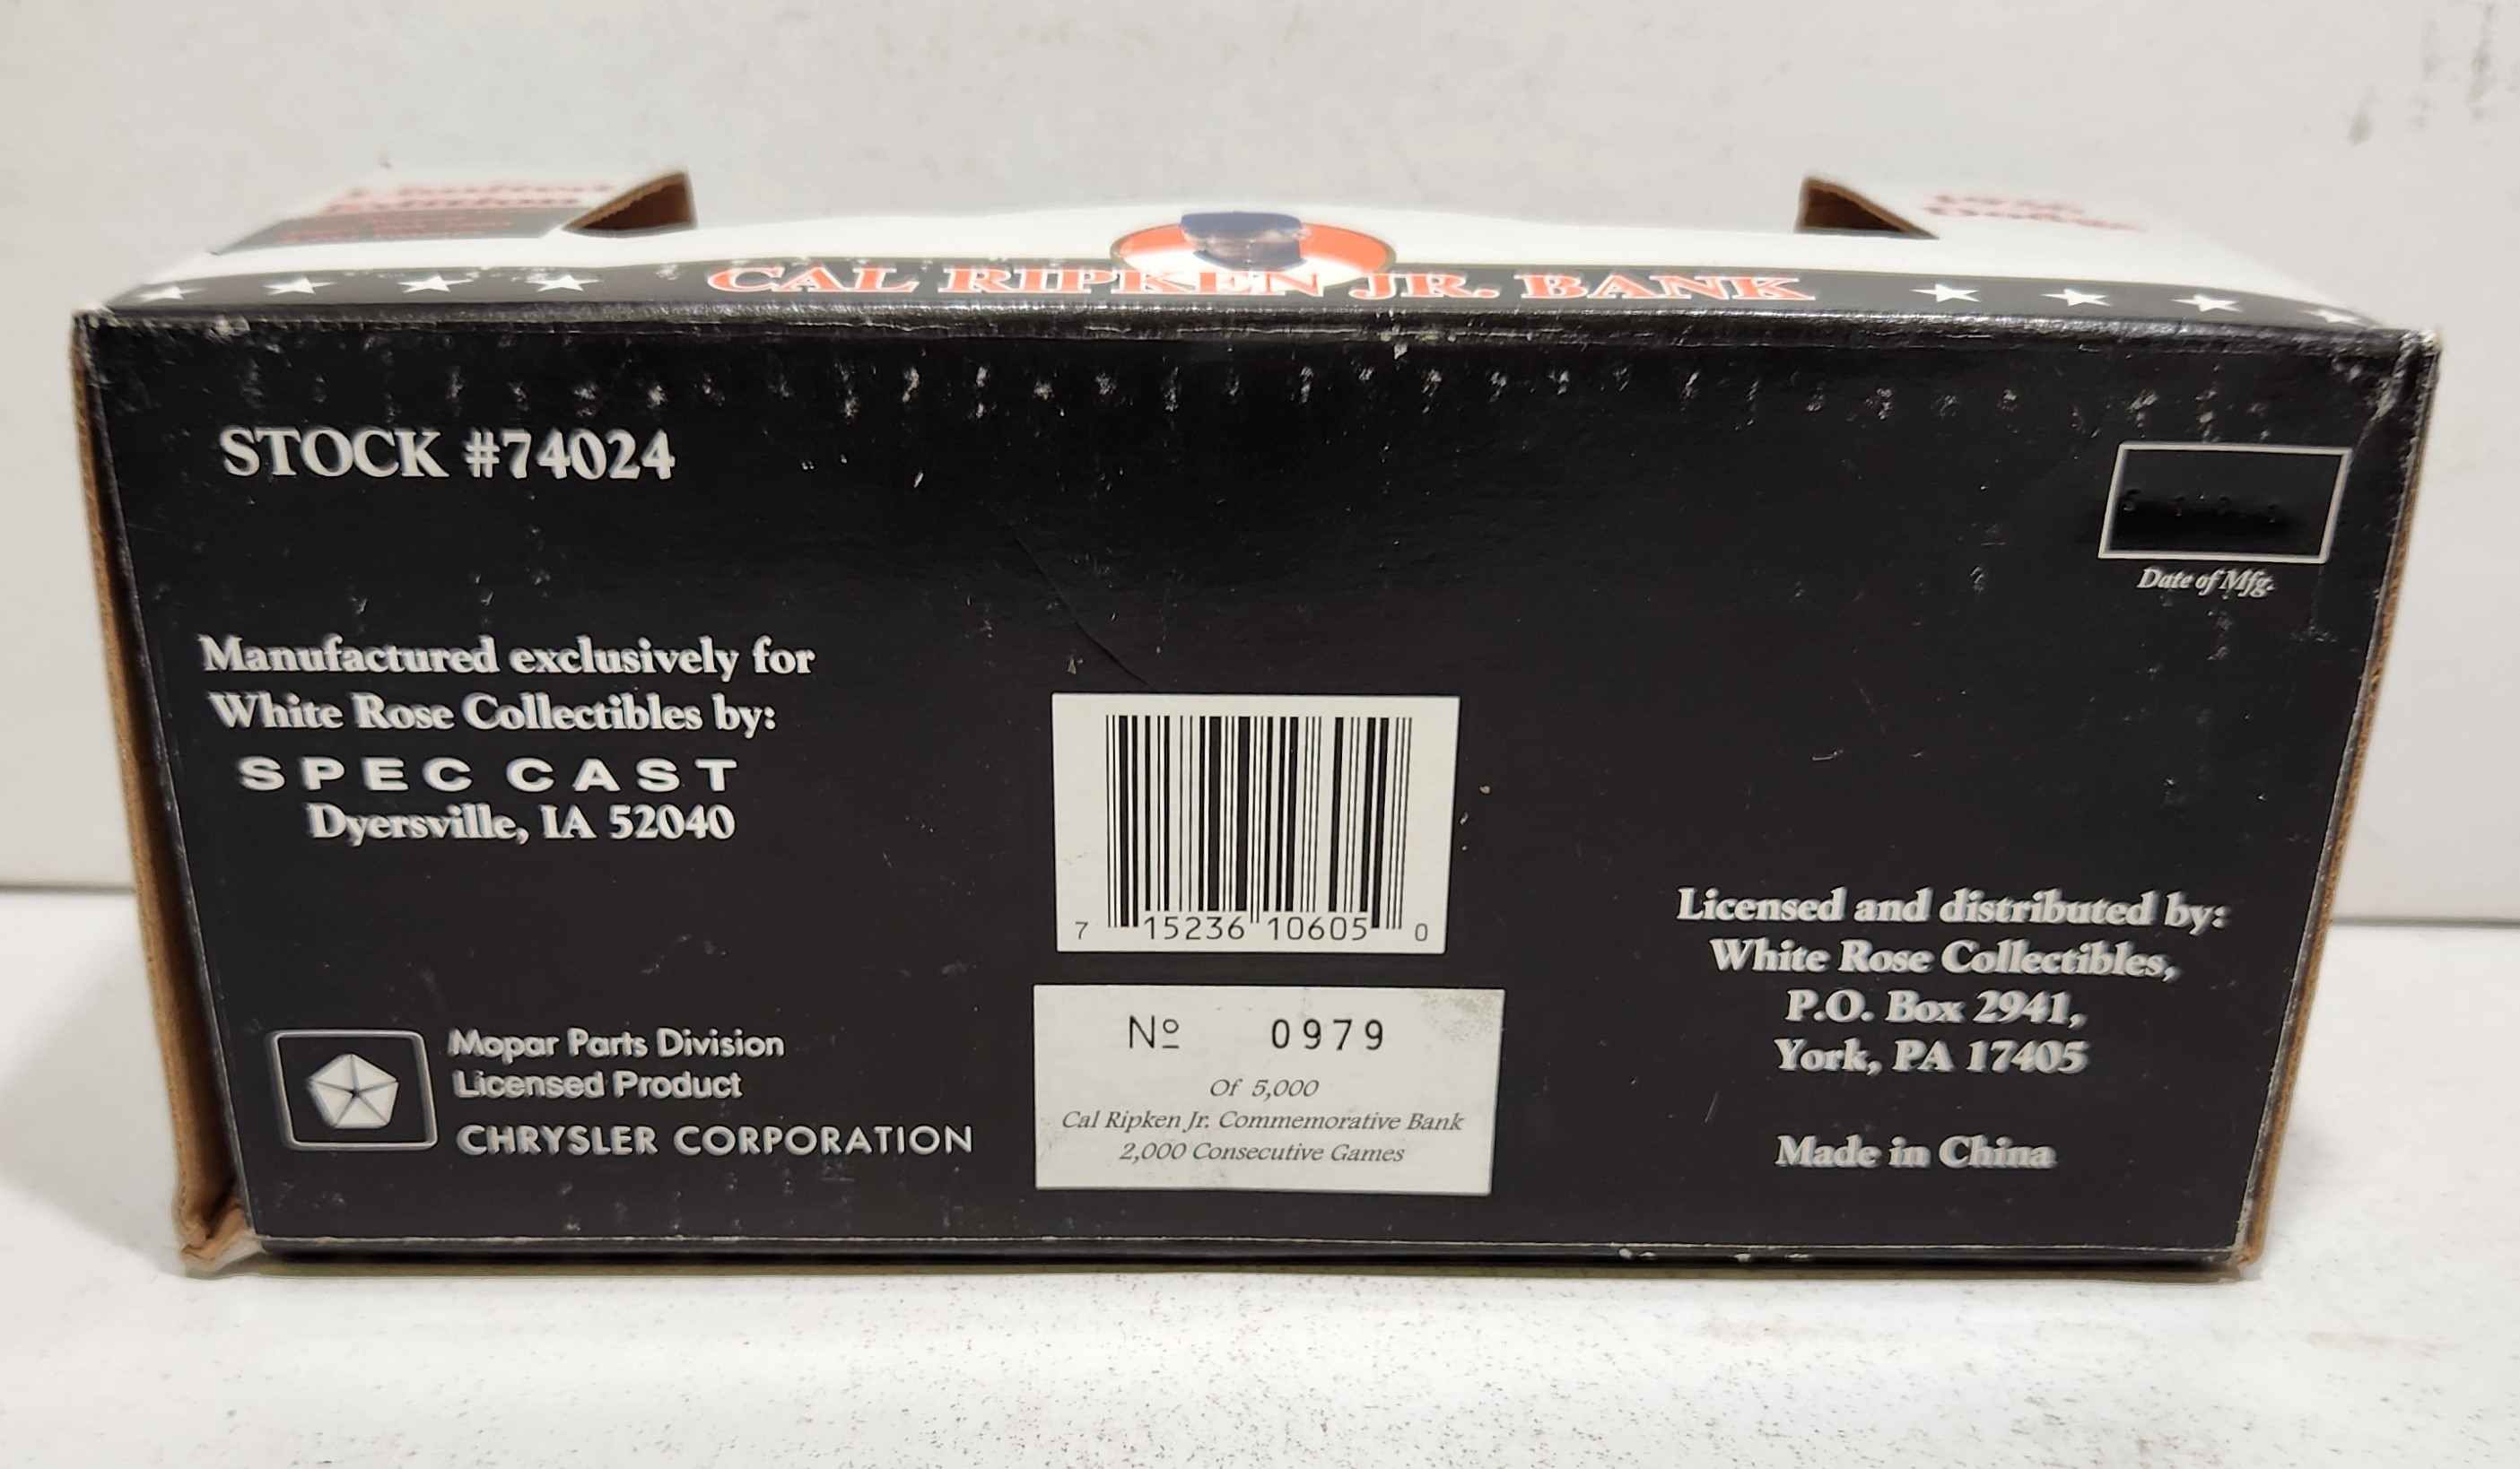 CAL RIPKEN JR. BANK
STOCK #74024
Date of Mfg.
Manufactured exclusively for
White Rose Collectibles by:
SPEC CAST
Dyersville, IA 52040
7 15236 10605 0
Mopar Parts Division
Licensed Product
CHRYSLER CORPORATION
Nº 0979
Of 5,000
Cal Ripken Jr. Commemorative Bank
2,000 Consecutive Games
Licensed and distributed by:
White Rose Collectibles,
P.O. Box 2941,
York, PA 17405
Made in China